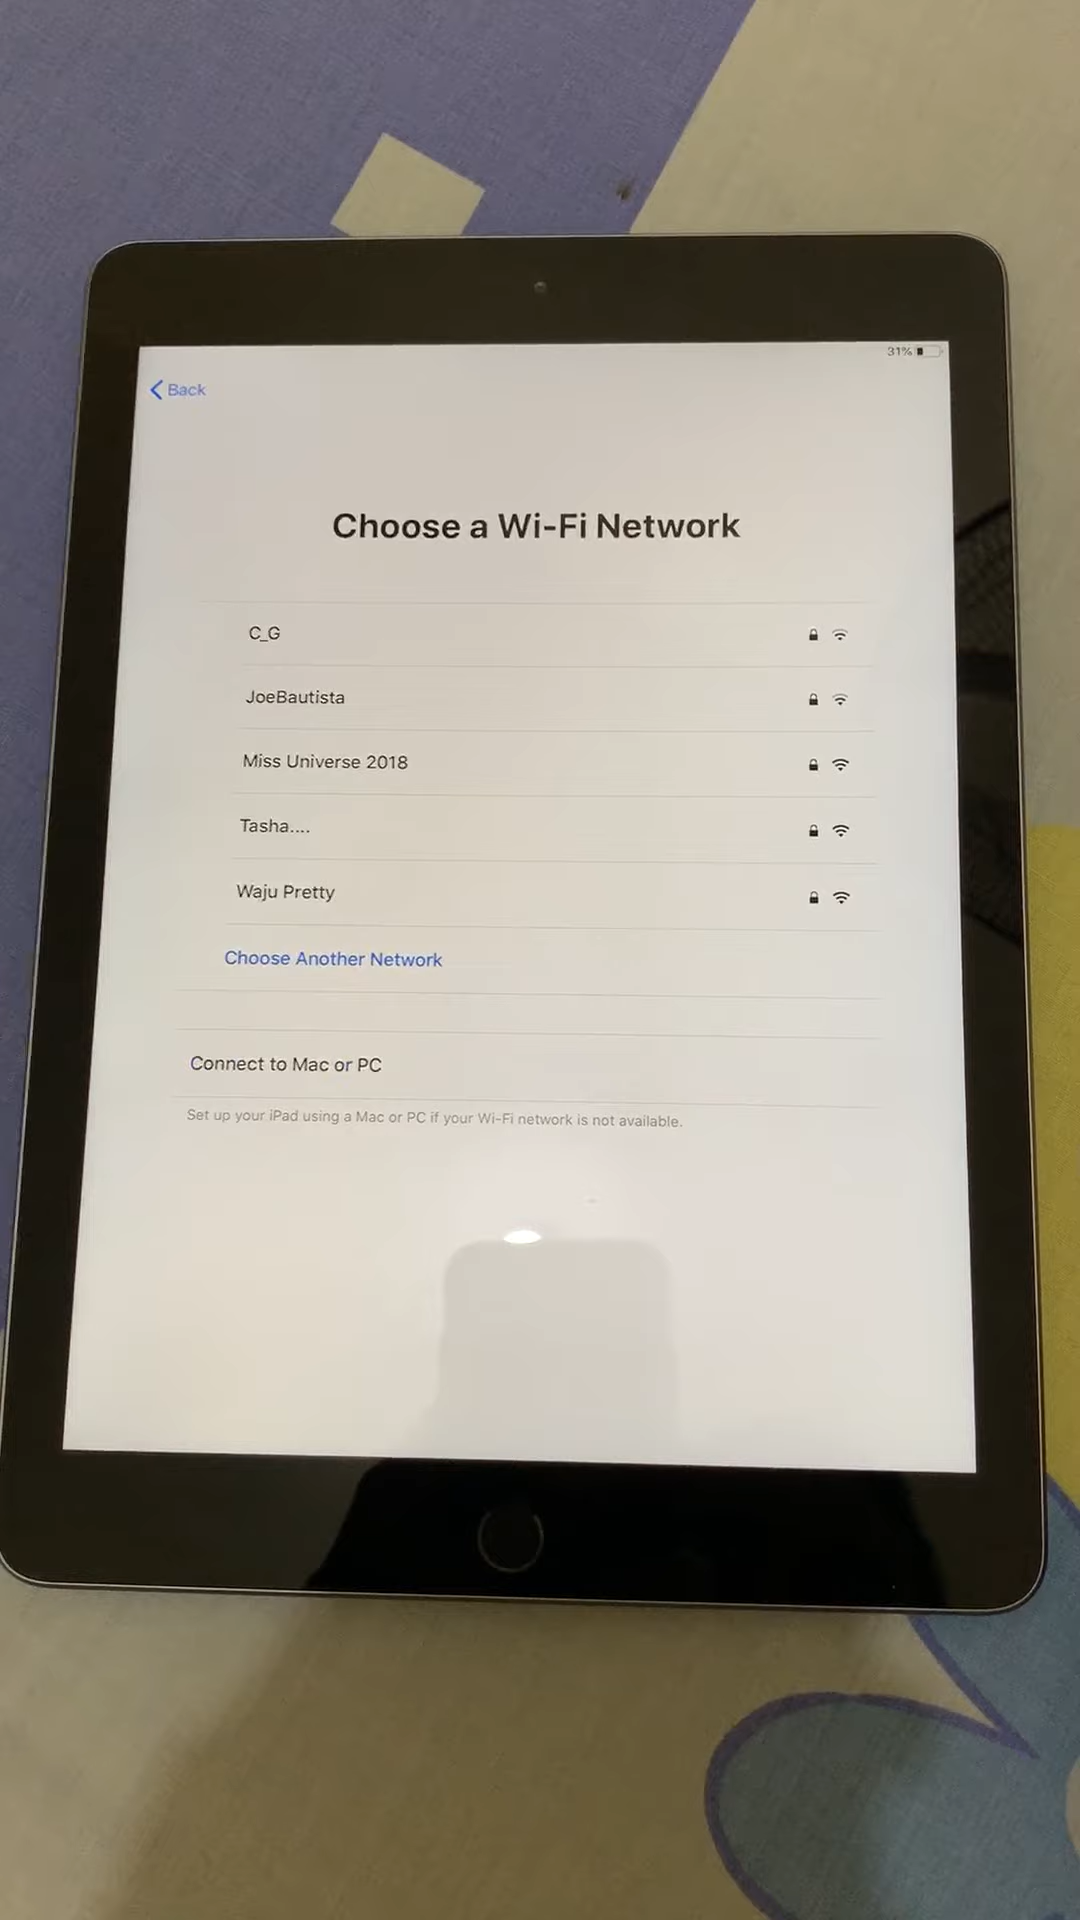 31%
Back
Choose a Wi-Fi Network
C_G
JoeBautista
Miss Universe 2018
Tasha....
Waju Pretty
Choose Another Network
Connect to Mac or PC
Set up your iPad using a Mac or PC if your Wi-Fi network is not available.